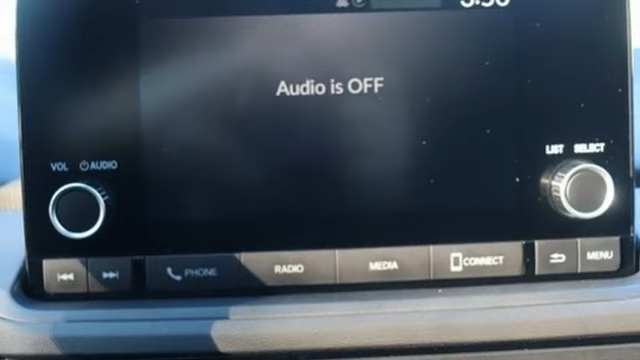 Audio is OFF
VOL AUDIO
LIST SELECT
PHONE RADIO MEDIA CONNECT MENU